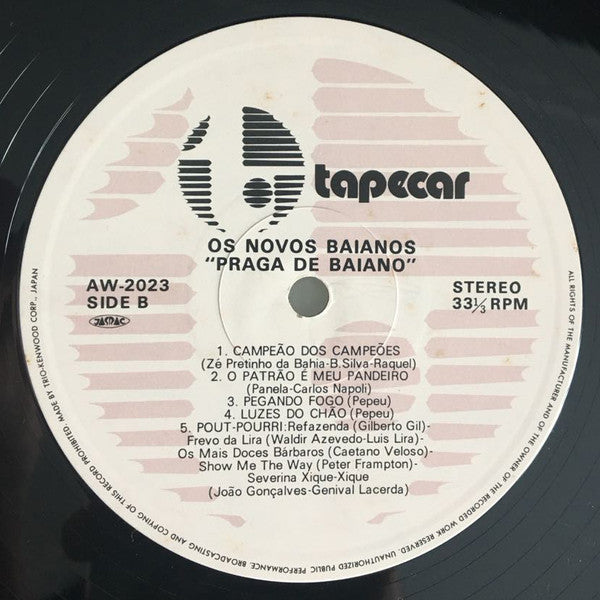 tapecar
OS NOVOS BAIANOS
"PRAGA DE BAIANO"
AW-2023
SIDE B
JASRAC
STEREO
33 1/3 RPM
1. CAMPEÃO DOS CAMPEÕES
(Zé Pretinho da Bahia-B. Silva-Raquel)
2. O PATRÃO É MEU PANDEIRO
(Panela-Carlos Napoli)
3. PEGANDO FOGO (Pepeu)
4. LUZES DO CHÃO (Pepeu)
5. POUT-POURRI:Refazenda (Gilberto Gil)-
Frevo da Lira (Waldir Azevedo-Luis Lira)-
Os Mais Doces Bárbaros (Caetano Veloso)-
Show Me The Way (Peter Frampton)-
Severina Xique-Xique
(João Gonçalves-Genival Lacerda)
ALL RIGHTS OF THE MANUFACTURER AND OF THE OWNER OF THE RECORDED WORK RESERVED. UNAUTHORIZED PUBLIC PERFORMANCE. BROADCASTING AND COPYING OF THIS RECORD PROHIBITED. MADE BY TRIO-KENWOOD CORP., JAPAN